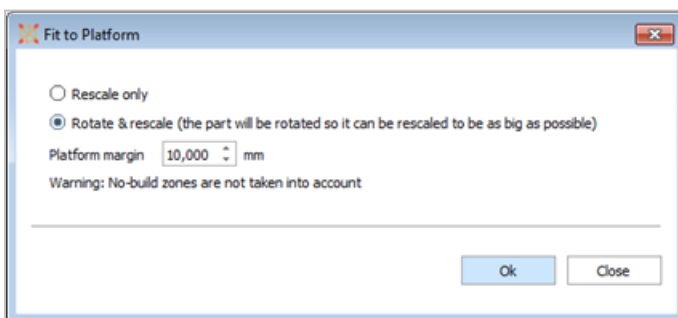 Fit to Platform
Rescale only
Rotate & rescale (the part will be rotated so it can be rescaled to be as big as possible)
Platform margin 10,000 mm
Warning: No-build zones are not taken into account
Ok Close